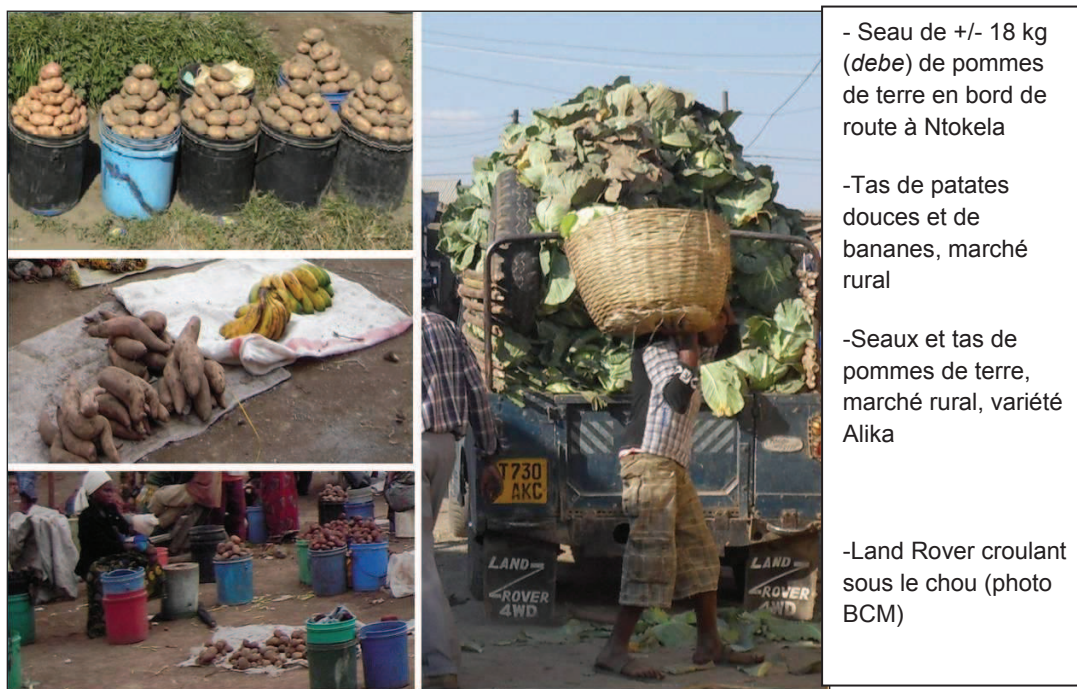 - Seau de +/- 18 kg
(debe) de pommes
de terre en bord de
route à Ntokela
-Tas de patates
douces et de
bananes, marché
rural
-Seaux et tas de
pommes de terre,
marché rural, variété
Alika
-Land Rover croulant
sous le chou (photo
BCM)
T730
AKC
LAND-
ROVER
4WD
LAND
ROVER
4WD